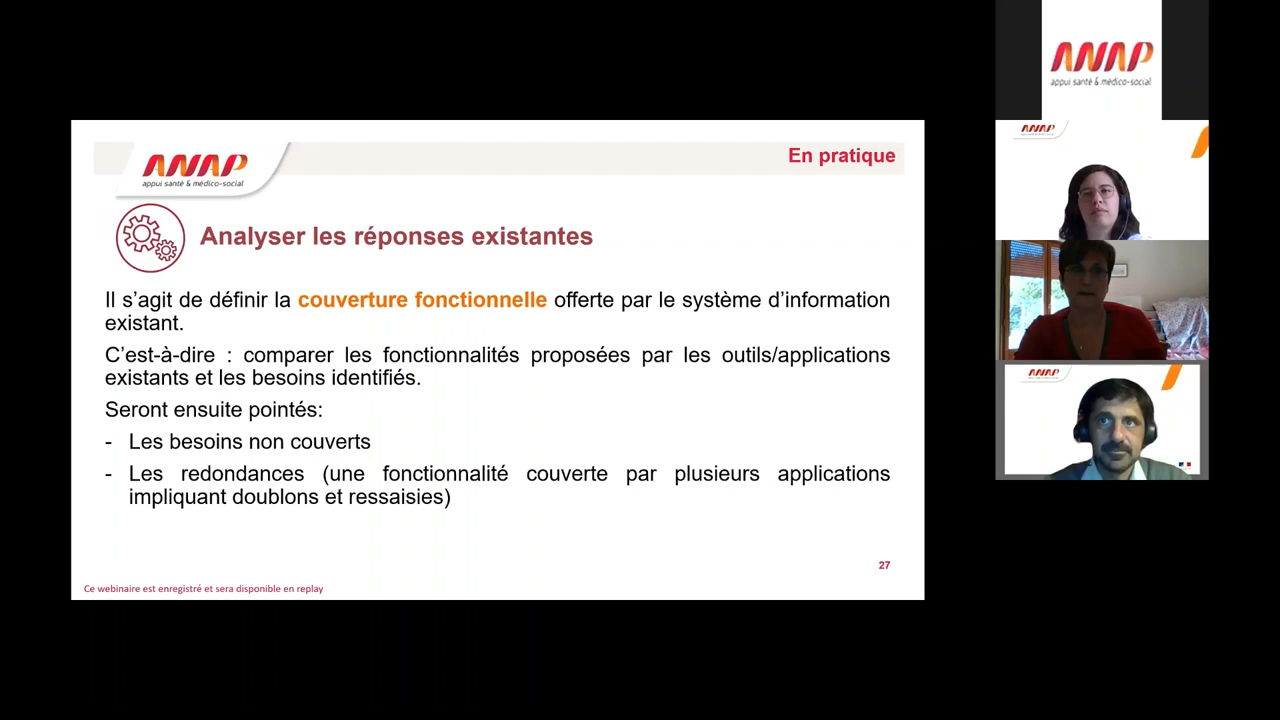 ANAP
appui santé & médico-social
En pratique
Analyser les réponses existantes
Il s’agit de définir la couverture fonctionnelle offerte par le système d’information
existant.
C’est-à-dire : comparer les fonctionnalités proposées par les outils/applications
existants et les besoins identifiés.
Seront ensuite pointés:
- Les besoins non couverts
- Les redondances (une fonctionnalité couverte par plusieurs applications
impliquant doublons et ressaisies)
27
Ce webinaire est enregistré et sera disponible en replay
ANAP
appui santé & médico-social
ANAP
ANAP